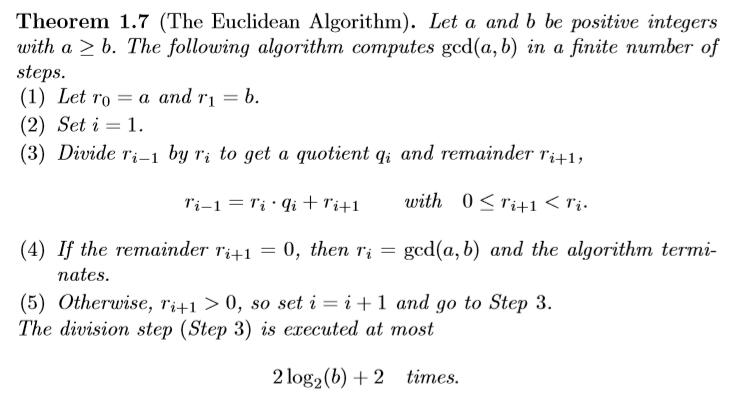 Theorem 1.7 (The Euclidean Algorithm). Let a and b be positive integers
with a ≥ b. The following algorithm computes gcd(a, b) in a finite number of
steps.
(1) Let r₀ = a and r₁ = b.
(2) Set i = 1.
(3) Divide rᵢ₋₁ by rᵢ to get a quotient qᵢ and remainder rᵢ₊₁,
rᵢ₋₁ = rᵢ · qᵢ + rᵢ₊₁ with 0 ≤ rᵢ₊₁ < rᵢ.
(4) If the remainder rᵢ₊₁ = 0, then rᵢ = gcd(a, b) and the algorithm termi-
nates.
(5) Otherwise, rᵢ₊₁ > 0, so set i = i + 1 and go to Step 3.
The division step (Step 3) is executed at most
2 log₂(b) + 2 times.